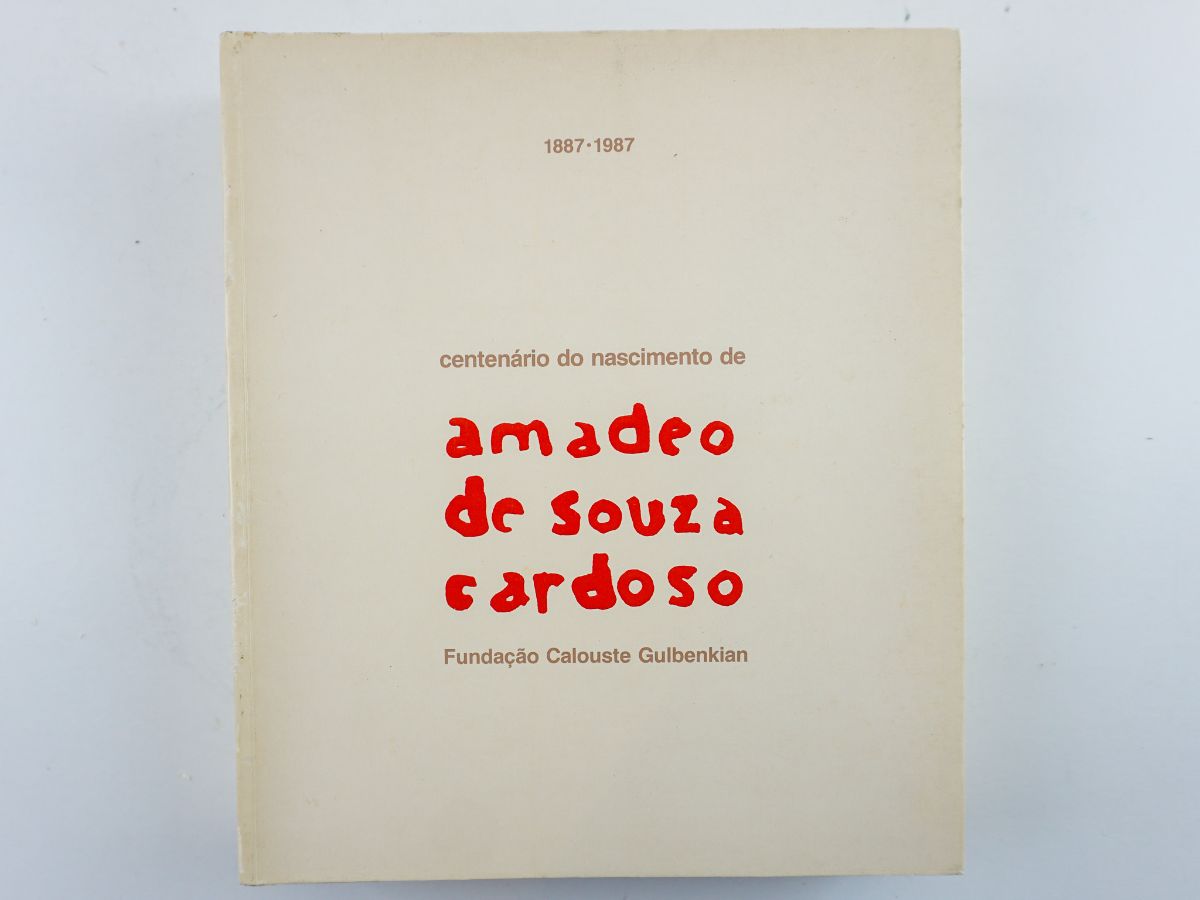 1887·1987
centenário do nascimento de
amadeo
de souza
cardoso
Fundação Calouste Gulbenkian